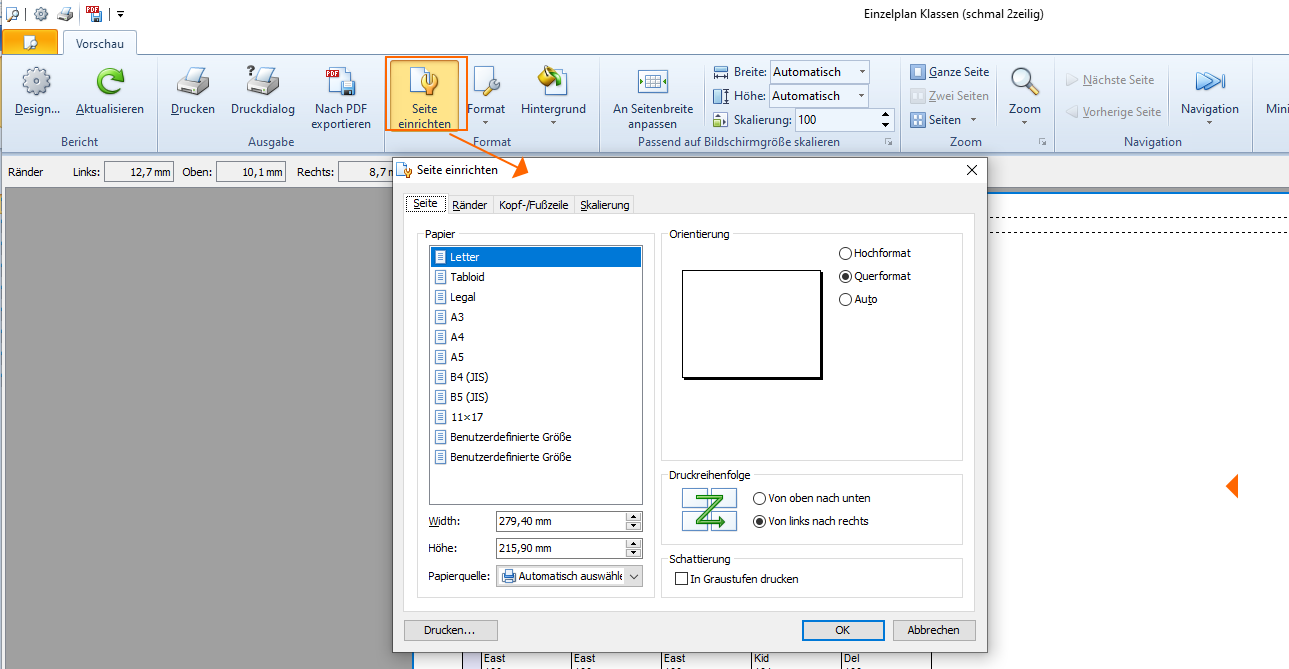 PDF
Einzelplan Klassen (schmal 2zeilig)
Vorschau
Design...
Aktualisieren
Bericht
Drucken
Druckdialog
PDF
Nach PDF
exportieren
Ausgabe
Seite
einrichten
Format
Hintergrund
Format
An Seitenbreite
anpassen
Breite: Automatisch
Höhe: Automatisch
Skalierung: 100
Passend auf Bildschirmgröße skalieren
Ganze Seite
Zwei Seiten
Seiten
Zoom
Zoom
Nächste Seite
Vorherige Seite
Navigation
Navigation
Mini
Ränder Links: 12,7 mm Oben: 10,1 mm Rechts: 8,7 m
Seite einrichten
Seite Ränder Kopf-/Fußzeile Skalierung
Papier
Letter
Tabloid
Legal
A3
A4
A5
B4 (JIS)
B5 (JIS)
11×17
Benutzerdefinierte Größe
Benutzerdefinierte Größe
Width: 279,40 mm
Höhe: 215,90 mm
Papierquelle: Automatisch auswähle
Orientierung
Hochformat
Querformat
Auto
Druckreihenfolge
Von oben nach unten
Von links nach rechts
Schattierung
In Graustufen drucken
Drucken...
OK
Abbrechen
East East East Kid Del